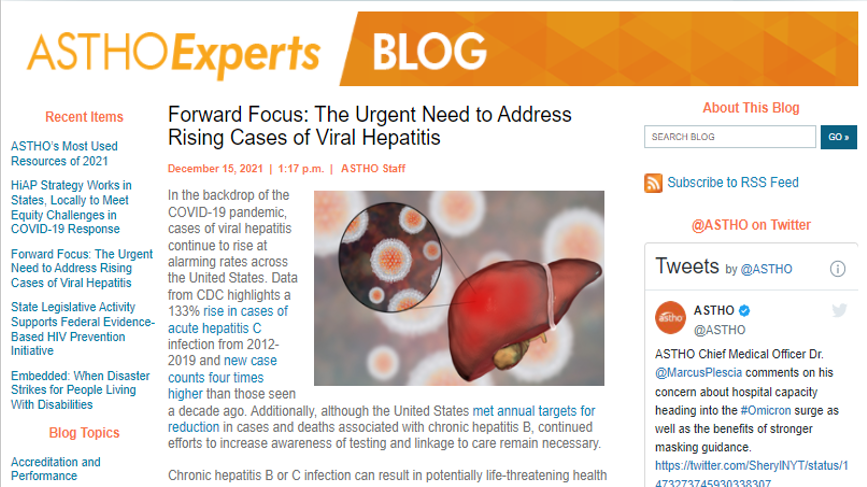 ASTHOExperts BLOG
Recent Items
ASTHO's Most Used
Resources of 2021
HiAP Strategy Works in
States, Locally to Meet
Equity Challenges in
COVID-19 Response
Forward Focus: The Urgent
Need to Address Rising
Cases of Viral Hepatitis
State Legislative Activity
Supports Federal Evidence-
Based HIV Prevention
Initiative
Embedded: When Disaster
Strikes for People Living
With Disabilities
Blog Topics
Accreditation and
Performance
Forward Focus: The Urgent Need to Address
Rising Cases of Viral Hepatitis
December 15, 2021 | 1:17 p.m. | ASTHO Staff
In the backdrop of the
COVID-19 pandemic,
cases of viral hepatitis
continue to rise at
alarming rates across
the United States. Data
from CDC highlights a
133% rise in cases of
acute hepatitis C
infection from 2012-
2019 and new case
counts four times
higher than those seen
a decade ago. Additionally, although the United States met annual targets for
reduction in cases and deaths associated with chronic hepatitis B, continued
efforts to increase awareness of testing and linkage to care remain necessary.
Chronic hepatitis B or C infection can result in potentially life-threatening health
About This Blog
SEARCH BLOG
GO »
Subscribe to RSS Feed
@ASTHO on Twitter
Tweets by @ASTHO
astho
ASTHO
@ASTHO
ASTHO Chief Medical Officer Dr.
@MarcusPlescia comments on his
concern about hospital capacity
heading into the #Omicron surge as
well as the benefits of stronger
masking guidance.
https://twitter.com/SherylNYT/status/1
473273745930338307